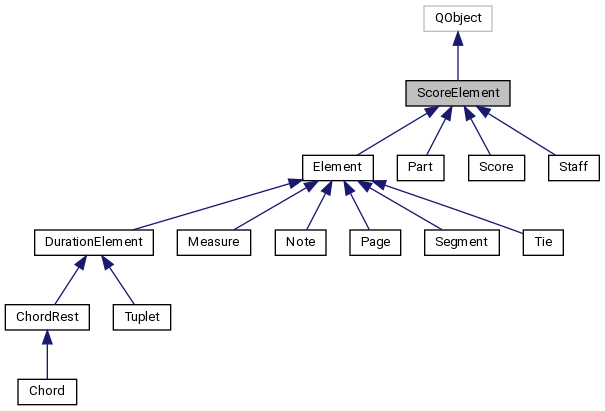 QObject
ScoreElement
Element
Part
Score
Staff
DurationElement
Measure
Note
Page
Segment
Tie
ChordRest
Tuplet
Chord